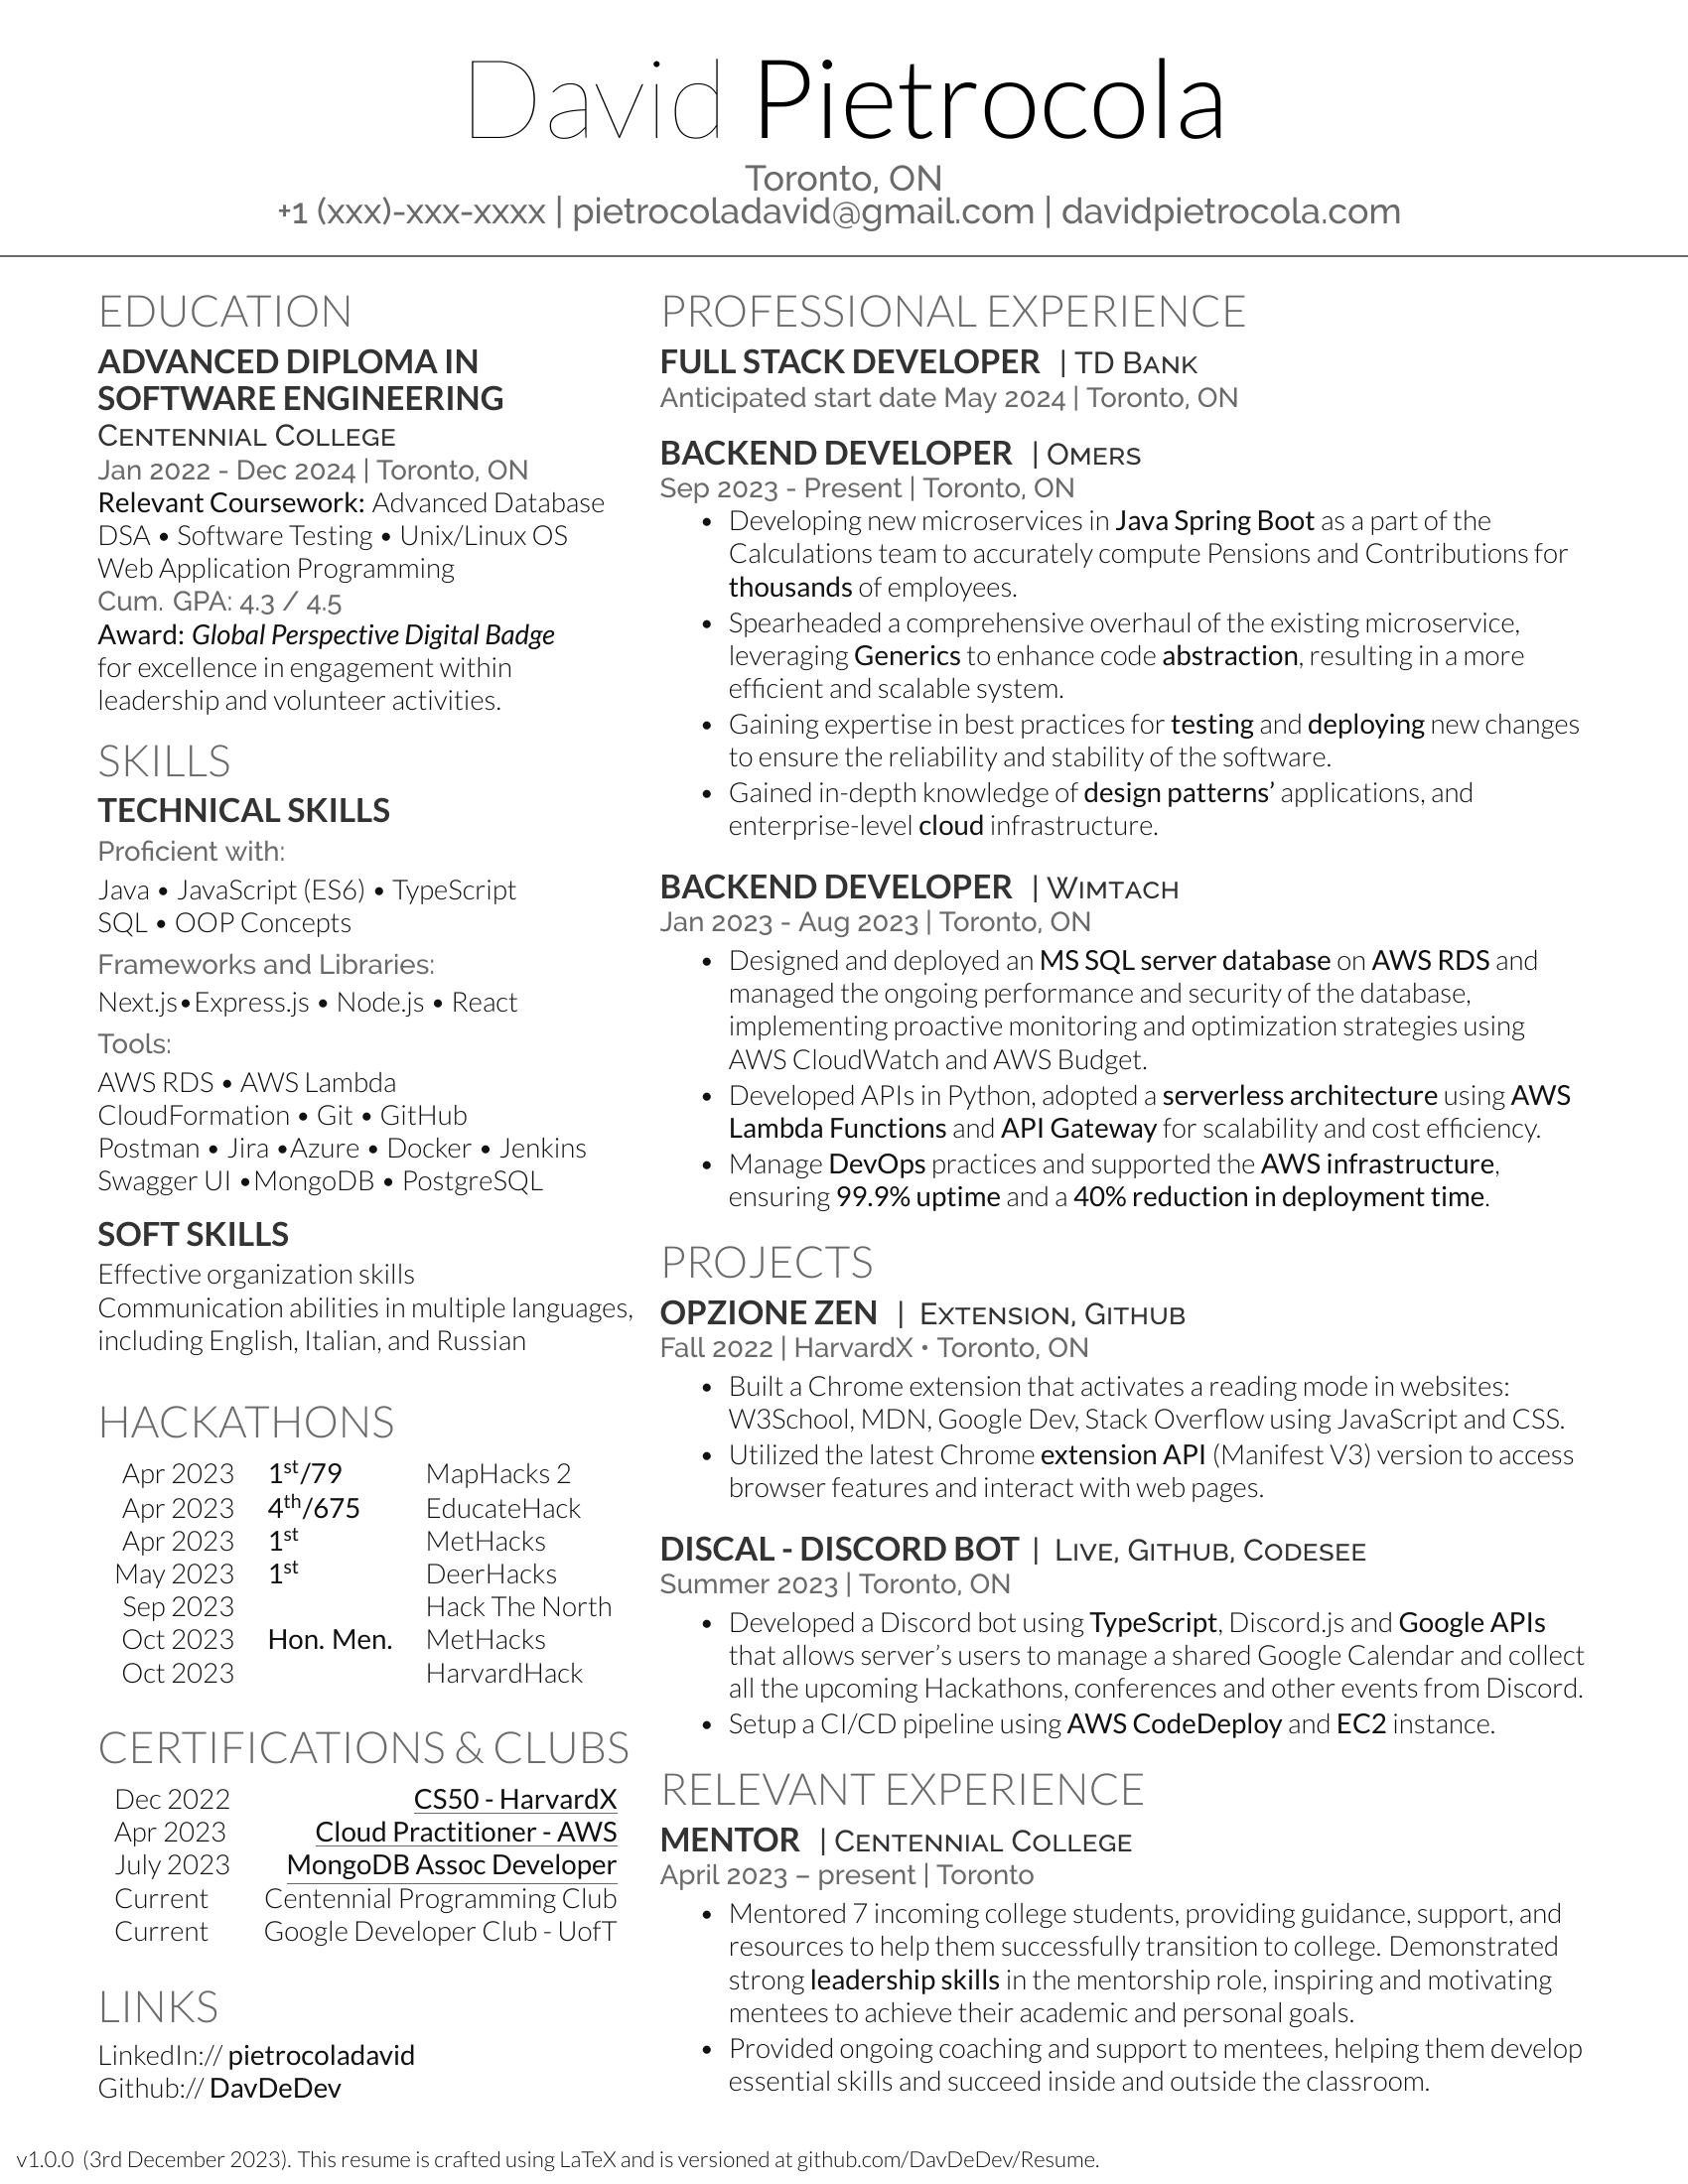 David Pietrocola
Toronto, ON
+1 (xxx)-xxx-xxxx | pietrocoladavid@gmail.com | davidpietrocola.com
EDUCATION
ADVANCED DIPLOMA IN
SOFTWARE ENGINEERING
CENTENNIAL COLLEGE
Jan 2022 - Dec 2024 | Toronto, ON
Relevant Coursework: Advanced Database
DSA • Software Testing • Unix/Linux OS
Web Application Programming
Cum. GPA: 4.3 / 4.5
Award: Global Perspective Digital Badge
for excellence in engagement within
leadership and volunteer activities.
SKILLS
TECHNICAL SKILLS
Proficient with:
Java • JavaScript (ES6) • TypeScript
SQL • OOP Concepts
Frameworks and Libraries:
Next.js•Express.js • Node.js • React
Tools:
AWS RDS • AWS Lambda
CloudFormation • Git • GitHub
Postman • Jira •Azure • Docker • Jenkins
Swagger UI •MongoDB • PostgreSQL
SOFT SKILLS
Effective organization skills
Communication abilities in multiple languages,
including English, Italian, and Russian
HACKATHONS
Apr 2023 1st/79 MapHacks 2
Apr 2023 4th/675 EducateHack
Apr 2023 1st MetHacks
May 2023 1st DeerHacks
Sep 2023 Hack The North
Oct 2023 Hon. Men. MetHacks
Oct 2023 HarvardHack
CERTIFICATIONS & CLUBS
Dec 2022 CS50 - HarvardX
Apr 2023 Cloud Practitioner - AWS
July 2023 MongoDB Assoc Developer
Current Centennial Programming Club
Current Google Developer Club - UofT
LINKS
LinkedIn:// pietrocoladavid
Github:// DavDeDev
PROFESSIONAL EXPERIENCE
FULL STACK DEVELOPER | TD BANK
Anticipated start date May 2024 | Toronto, ON
BACKEND DEVELOPER | OMERS
Sep 2023 - Present | Toronto, ON
• Developing new microservices in Java Spring Boot as a part of the
Calculations team to accurately compute Pensions and Contributions for
thousands of employees.
• Spearheaded a comprehensive overhaul of the existing microservice,
leveraging Generics to enhance code abstraction, resulting in a more
efficient and scalable system.
• Gaining expertise in best practices for testing and deploying new changes
to ensure the reliability and stability of the software.
• Gained in-depth knowledge of design patterns’ applications, and
enterprise-level cloud infrastructure.
BACKEND DEVELOPER | WIMTACH
Jan 2023 - Aug 2023 | Toronto, ON
• Designed and deployed an MS SQL server database on AWS RDS and
managed the ongoing performance and security of the database,
implementing proactive monitoring and optimization strategies using
AWS CloudWatch and AWS Budget.
• Developed APIs in Python, adopted a serverless architecture using AWS
Lambda Functions and API Gateway for scalability and cost efficiency.
• Manage DevOps practices and supported the AWS infrastructure,
ensuring 99.9% uptime and a 40% reduction in deployment time.
PROJECTS
OPZIONE ZEN | EXTENSION, GITHUB
Fall 2022 | HarvardX • Toronto, ON
• Built a Chrome extension that activates a reading mode in websites:
W3School, MDN, Google Dev, Stack Overflow using JavaScript and CSS.
• Utilized the latest Chrome extension API (Manifest V3) version to access
browser features and interact with web pages.
DISCAL - DISCORD BOT | LIVE, GITHUB, CODESEE
Summer 2023 | Toronto, ON
• Developed a Discord bot using TypeScript, Discord.js and Google APIs
that allows server’s users to manage a shared Google Calendar and collect
all the upcoming Hackathons, conferences and other events from Discord.
• Setup a CI/CD pipeline using AWS CodeDeploy and EC2 instance.
RELEVANT EXPERIENCE
MENTOR | CENTENNIAL COLLEGE
April 2023 – present | Toronto
• Mentored 7 incoming college students, providing guidance, support, and
resources to help them successfully transition to college. Demonstrated
strong leadership skills in the mentorship role, inspiring and motivating
mentees to achieve their academic and personal goals.
• Provided ongoing coaching and support to mentees, helping them develop
essential skills and succeed inside and outside the classroom.
v1.0.0 (3rd December 2023). This resume is crafted using LaTeX and is versioned at github.com/DavDeDev/Resume.